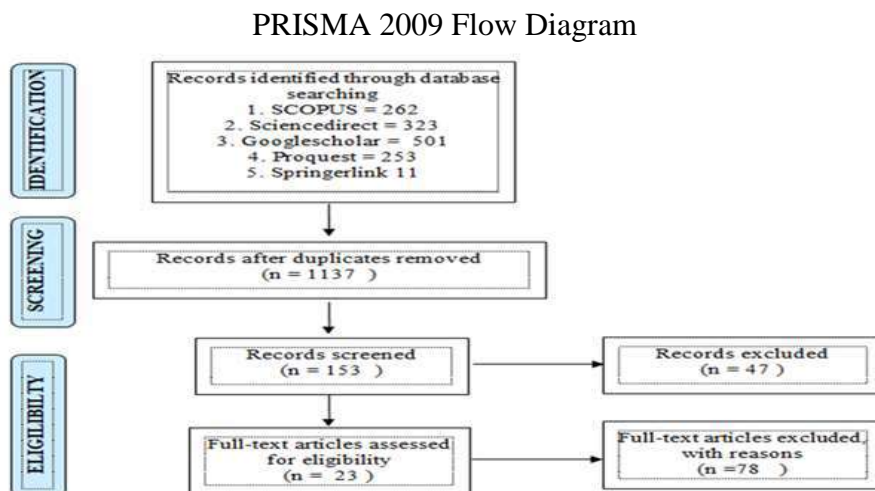 PRISMA 2009 Flow Diagram
IDENTIFICATION
Records identified through database
searching
1. SCOPUS = 262
2. Sciencedirect = 323
3. Googlescholar = 501
4. Proquest = 253
5. Springerlink 11
SCREENING
Records after duplicates removed
(n = 1137 )
ELIGILIBILTY
Records screened
(n = 153 )
Records excluded
(n = 47 )
Full-text articles assessed
for eligibility
(n = 23 )
Full-text articles excluded,
with reasons
(n =78 )